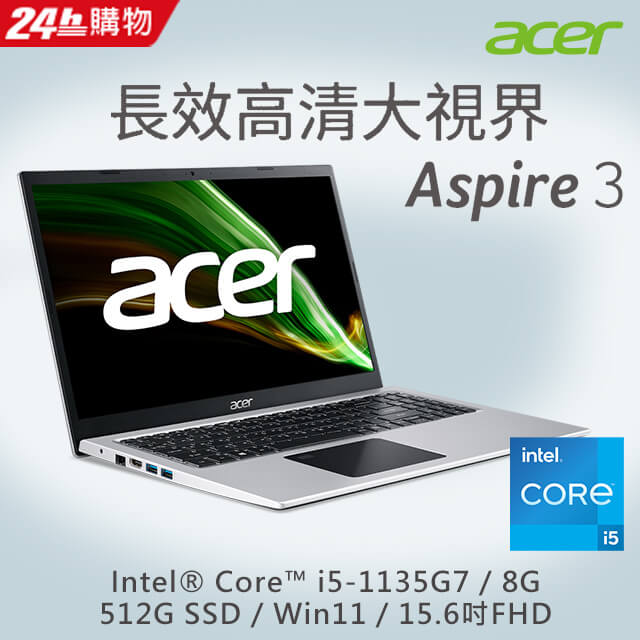 24h購物
acer
長效高清大視界
Aspire 3
acer
acer
intel.
CORE™
i5
Intel® Core™ i5-1135G7 / 8G
512G SSD / Win11 / 15.6吋FHD